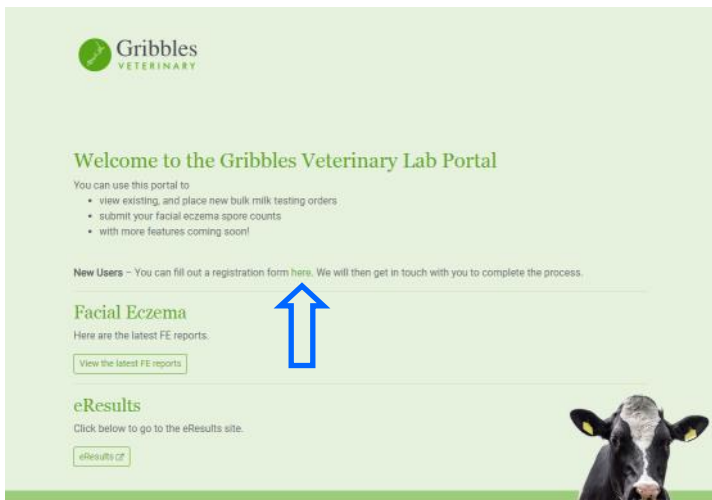 Gribbles
VETERINARY
Welcome to the Gribbles Veterinary Lab Portal
You can use this portal to
• view existing, and place new bulk milk testing orders
• submit your facial eczema spore counts
• with more features coming soon!
New Users – You can fill out a registration form here. We will then get in touch with you to complete the process.
Facial Eczema
Here are the latest FE reports.
View the latest FE reports
eResults
Click below to go to the eResults site.
eResults